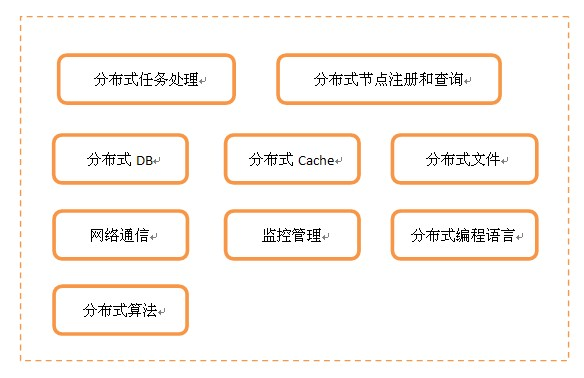 分布式任务处理
分布式节点注册和查询
分布式 DB
分布式 Cache
分布式文件
网络通信
监控管理
分布式编程语言
分布式算法